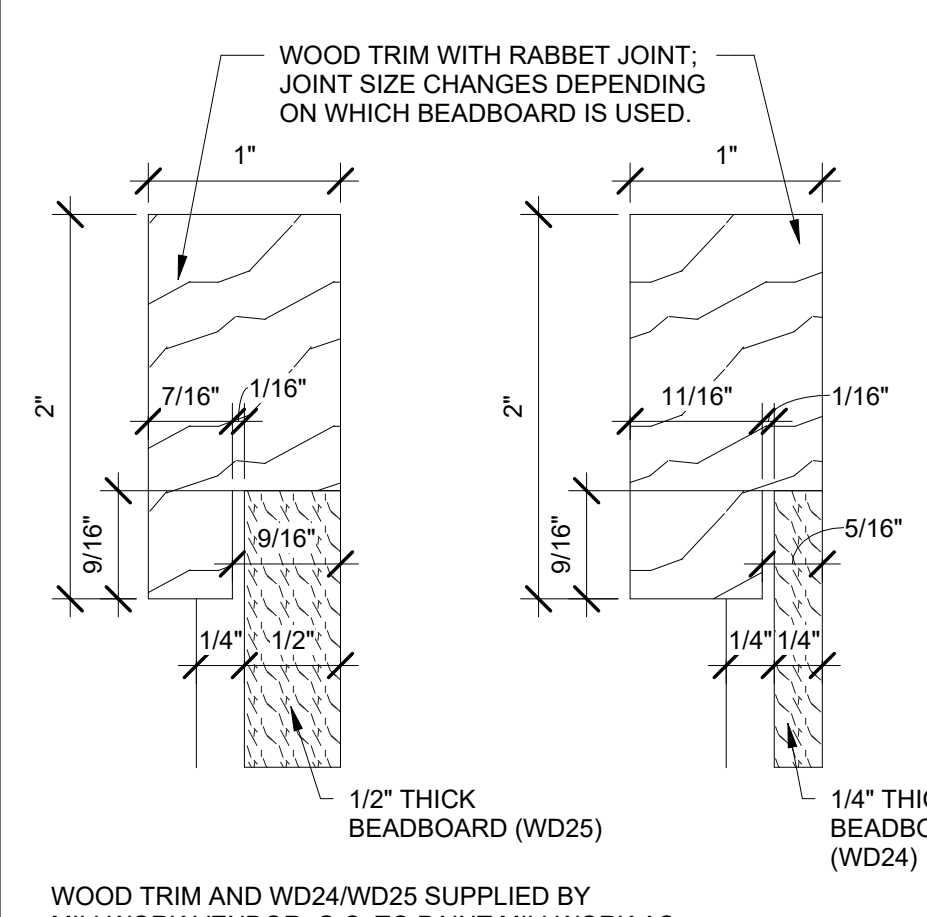 WOOD TRIM WITH RABBET JOINT;
JOINT SIZE CHANGES DEPENDING
ON WHICH BEADBOARD IS USED.
1"
1"
2"
7/16"
1/16"
2"
11/16"
1/16"
9/16"
9/16"
9/16"
5/16"
1/4"
1/2"
1/4"
1/4"
1/2" THICK
BEADBOARD (WD25)
1/4"
(WD24)
WOOD TRIM AND WD24/WD25 SUPPLIED BY